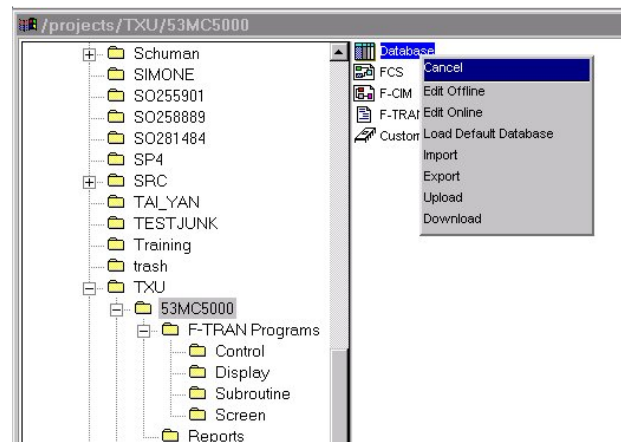 /projects/TXU/53MC5000
Schuman
SIMONE
SO255901
SO258889
SO281484
SP4
SRC
TAI_YAN
TESTJUNK
Training
trash
TXU
53MC5000
F-TRAN Programs
Control
Display
Subroutine
Screen
Reports
Database
FCS
F-CIM
F-TRAN
Custom
Cancel
Edit Offline
Edit Online
Load Default Database
Import
Export
Upload
Download